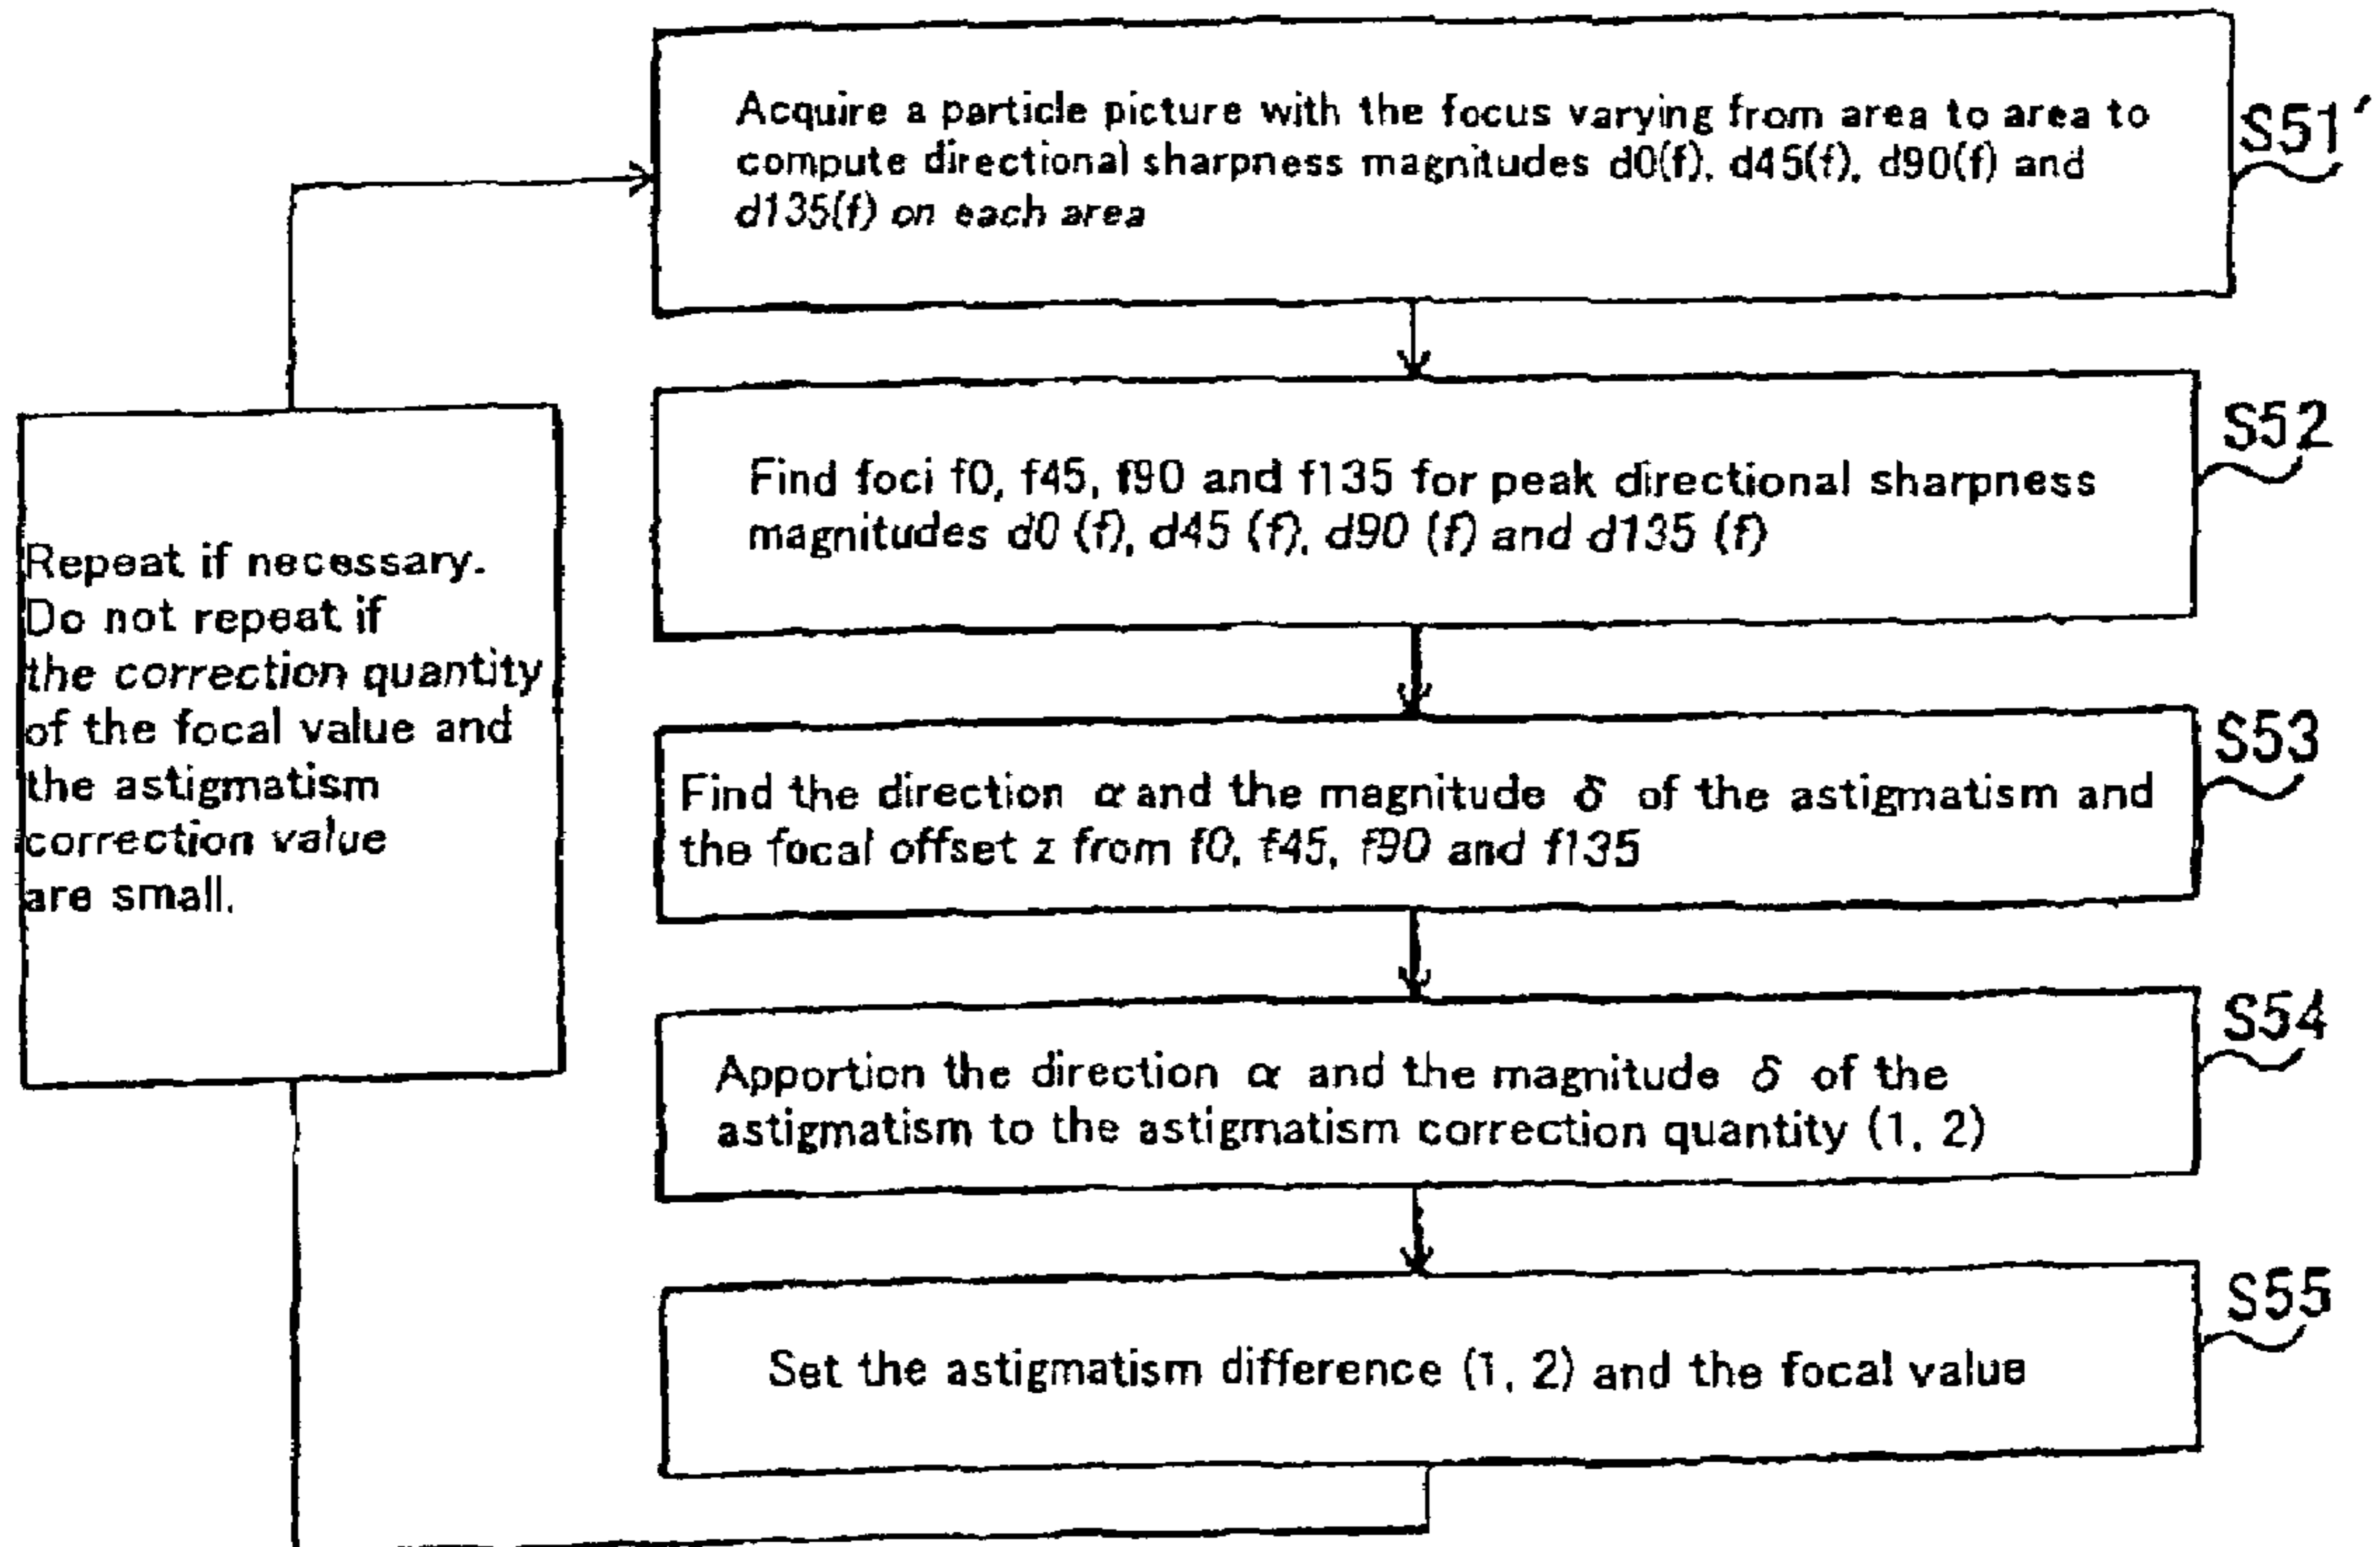 Acquire a particle picture with the focus varying from area to area to
compute directional sharpness magnitudes d0(f), d45(f), d90(f) and
d135(f) on each area
S51'
Find foci f0, f45, f90 and f135 for peak directional sharpness
magnitudes d0 (f), d45 (f), d90 (f) and d135 (f)
S52
Find the direction α and the magnitude δ of the astigmatism and
the focal offset z from f0, f45, f90 and f135
S53
Apportion the direction α and the magnitude δ of the
astigmatism to the astigmatism correction quantity (1, 2)
S54
Set the astigmatism difference (1, 2) and the focal value
S55
Repeat if necessary.
Do not repeat if
the correction quantity
of the focal value and
the astigmatism
correction value
are small.